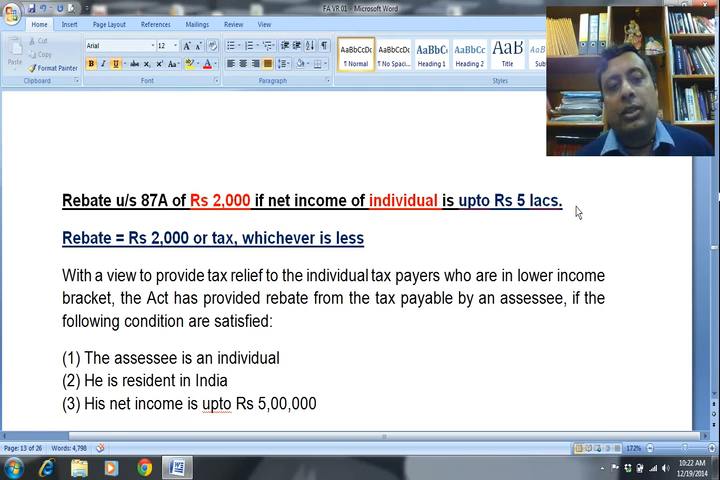 FA VR 01 - Microsoft Word
Home Insert Page Layout References Mailings Review View
Cut
Copy
Paste
Format Painter
Arial 12
AaBbCcDc AaBbCcDc AaBbC AaBbCc AaB AaBb
¶ Normal ¶ No Spaci... Heading 1 Heading 2 Title Sub
Clipboard Font Paragraph Styles
Rebate u/s 87A of Rs 2,000 if net income of individual is upto Rs 5 lacs.
Rebate = Rs 2,000 or tax, whichever is less
With a view to provide tax relief to the individual tax payers who are in lower income
bracket, the Act has provided rebate from the tax payable by an assessee, if the
following condition are satisfied:
(1) The assessee is an individual
(2) He is resident in India
(3) His net income is upto Rs 5,00,000
Page: 13 of 26 Words: 4,798 172%
10:22 AM
12/19/2014